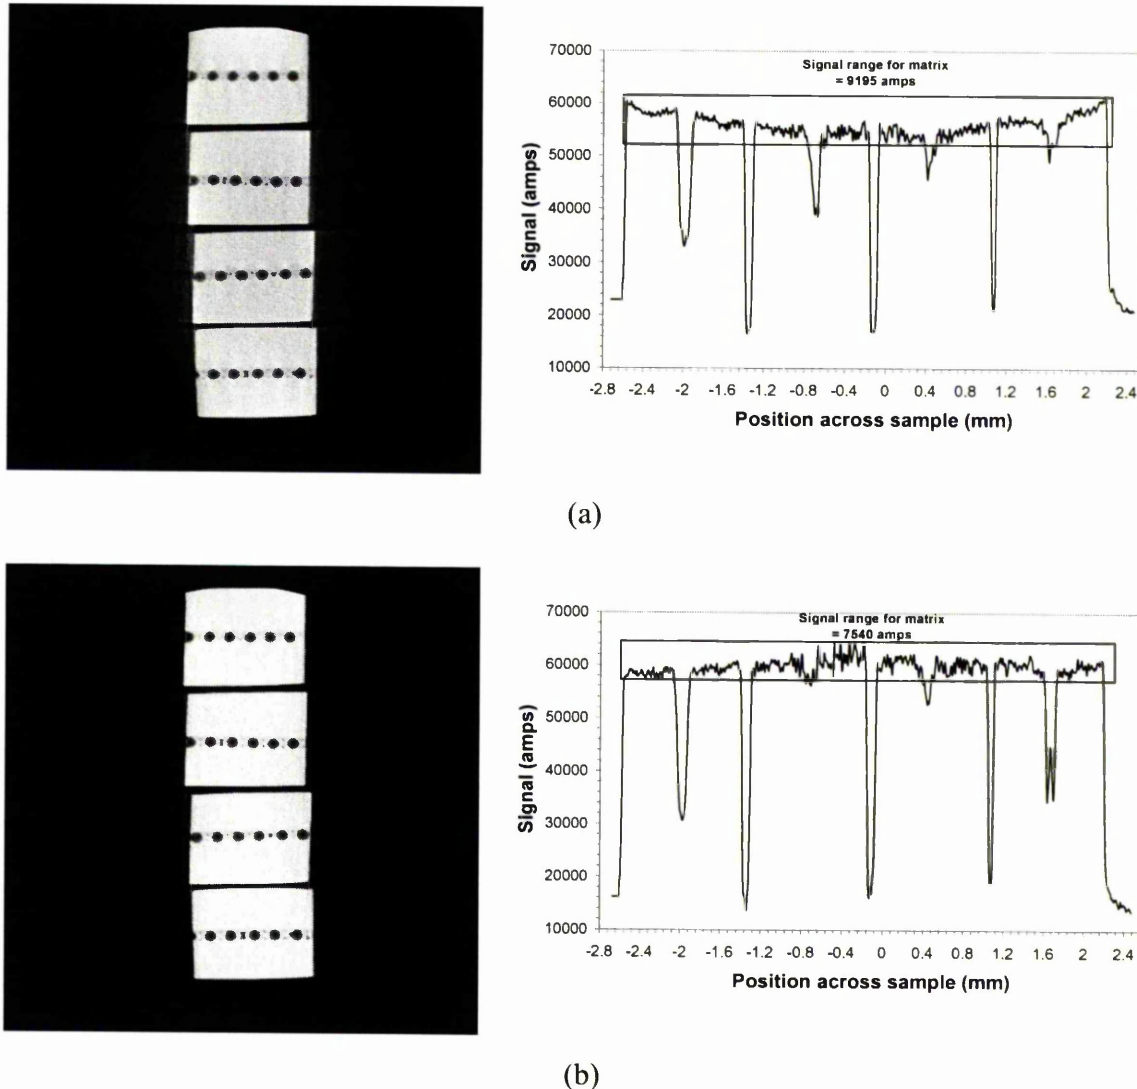 70000
60000
50000
40000
30000
20000
10000
Signal (amps)
Signal range for matrix
= 9195 amps
-2.8 -2.4 -2 -1.6 -1.2 -0.8 -0.4 0 0.4 0.8 1.2 1.6 2 2.4
Position across sample (mm)
(a)
70000
60000
50000
40000
30000
20000
10000
Signal (amps)
Signal range for matrix
= 7540 amps
-2.8 -2.4 -2 -1.6 -1.2 -0.8 -0.4 0 0.4 0.8 1.2 1.6 2 2.4
Position across sample (mm)
(b)